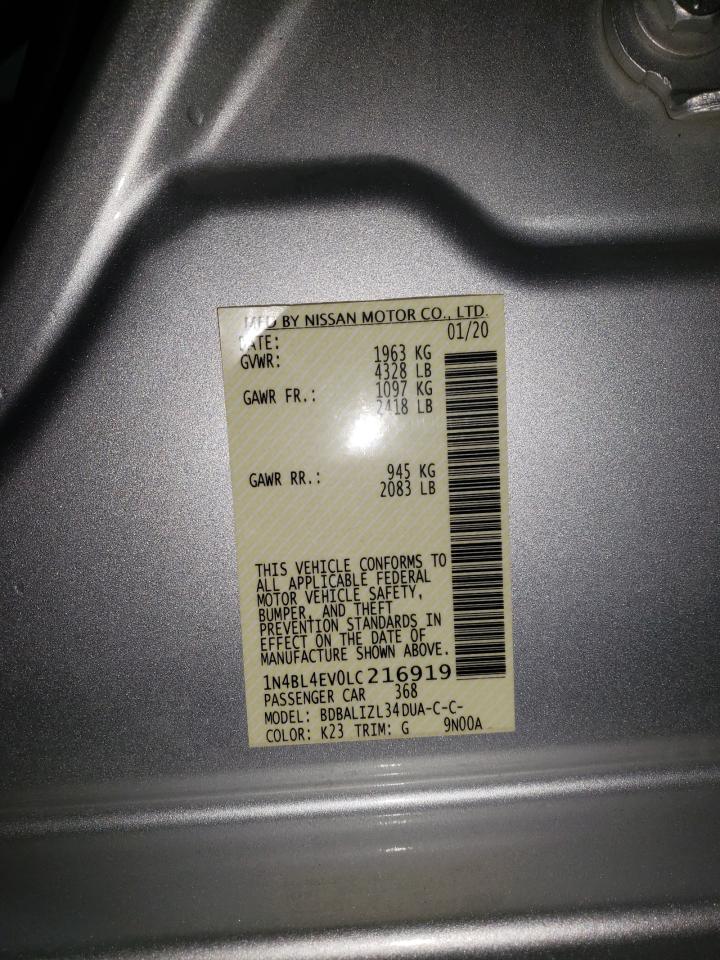 MFD BY NISSAN MOTOR CO., LTD.
DATE: 01/20
GVWR: 1963 KG
4328 LB
GAWR FR.: 1097 KG
2418 LB
GAWR RR.: 945 KG
2083 LB
THIS VEHICLE CONFORMS TO
ALL APPLICABLE FEDERAL
MOTOR VEHICLE SAFETY,
BUMPER, AND THEFT
PREVENTION STANDARDS IN
EFFECT ON THE DATE OF
MANUFACTURE SHOWN ABOVE.
1N4BL4EV0LC216919
PASSENGER CAR 368
MODEL: BDBALIZL34DUA-C-C-
COLOR: K23 TRIM: G 9N00A